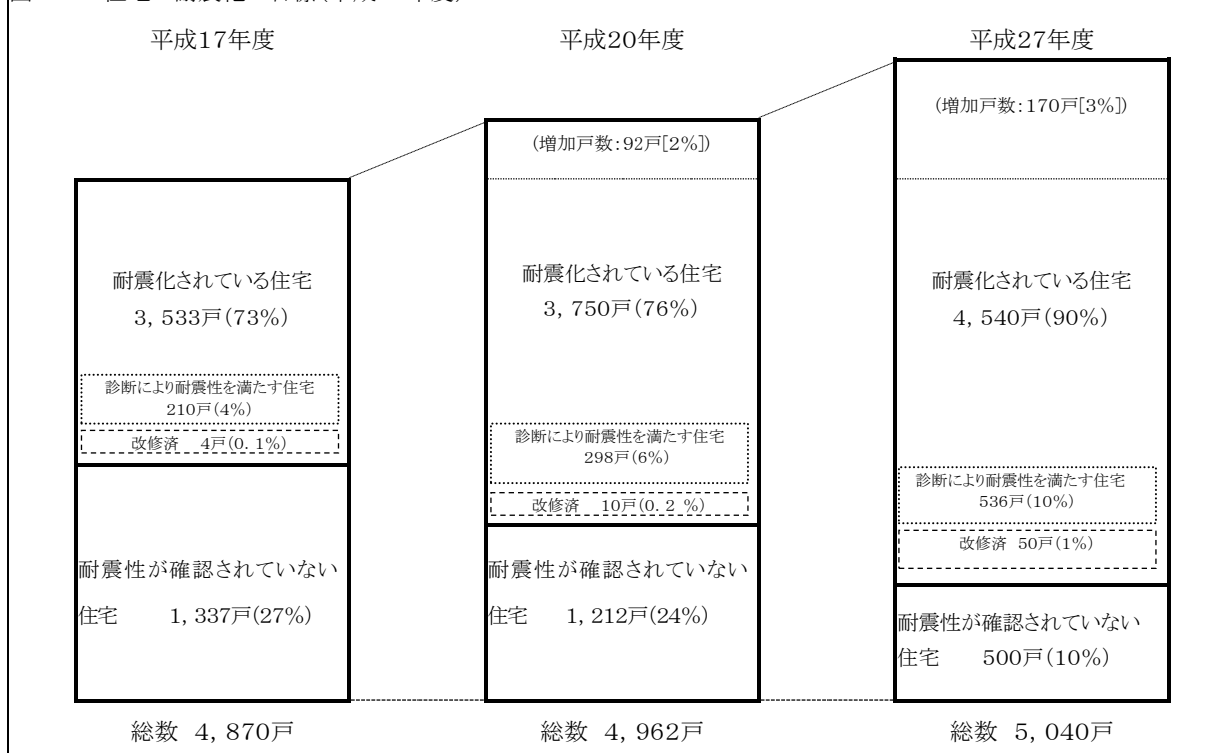 平成17年度
平成20年度
平成27年度
(増加戸数:170戸[3%])
(増加戸数:92戸[2%])
耐震化されている住宅
3,533戸(73%)
診断により耐震性を満たす住宅
210戸(4%)
改修済 4戸(0.1%)
耐震性が確認されていない
住宅 1,337戸(27%)
総数 4,870戸
耐震化されている住宅
3,750戸(76%)
診断により耐震性を満たす住宅
298戸(6%)
改修済 10戸(0.2 %)
耐震性が確認されていない
住宅 1,212戸(24%)
総数 4,962戸
耐震化されている住宅
4,540戸(90%)
診断により耐震性を満たす住宅
536戸(10%)
改修済 50戸(1%)
耐震性が確認されていない
住宅 500戸(10%)
総数 5,040戸